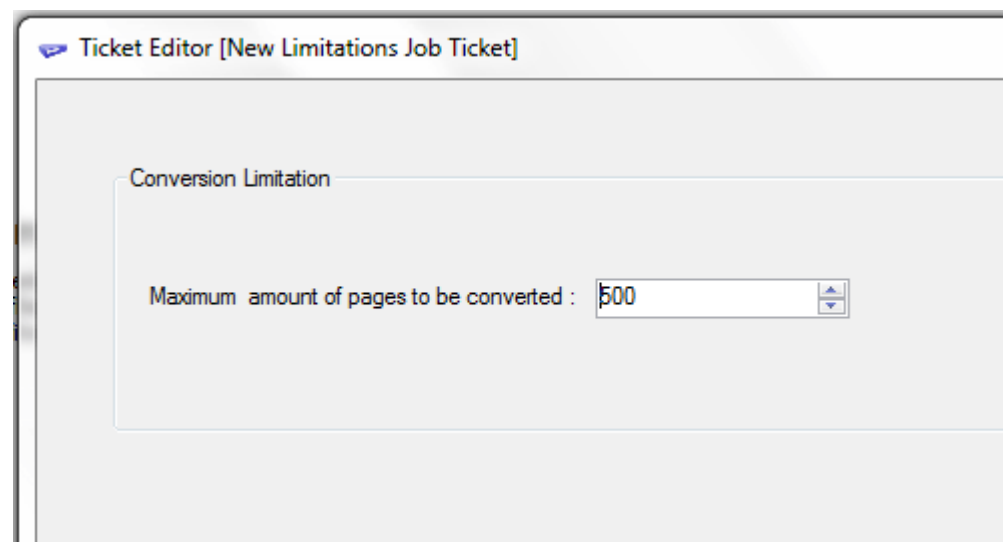 Ticket Editor [New Limitations Job Ticket]
Conversion Limitation
Maximum  amount of pages to be converted :  500